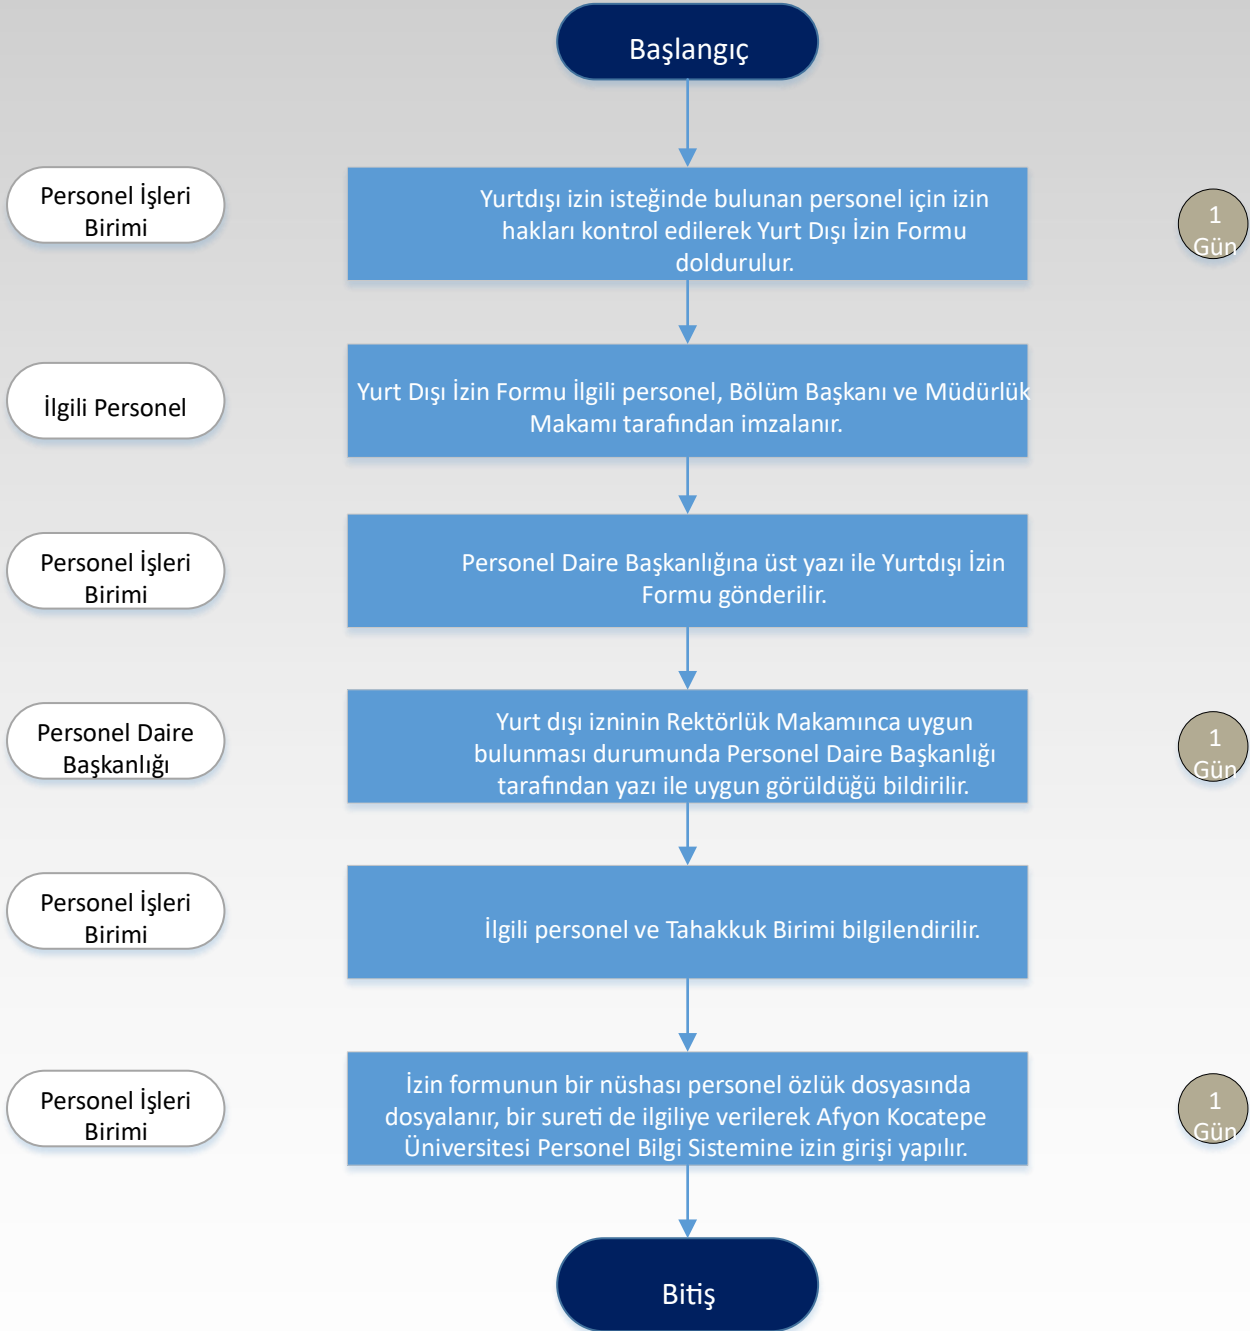 Başlangıç
Personel İşleri
Birimi
Yurtdışı izin isteğinde bulunan personel için izin
hakları kontrol edilerek Yurt Dışı İzin Formu
doldurulur.
1
Gün
İlgili Personel
Yurt Dışı İzin Formu İlgili personel, Bölüm Başkanı ve Müdürlük
Makamı tarafından imzalanır.
Personel İşleri
Birimi
Personel Daire Başkanlığına üst yazı ile Yurtdışı İzin
Formu gönderilir.
Personel Daire
Başkanlığı
Yurt dışı izninin Rektörlük Makamınca uygun
bulunması durumunda Personel Daire Başkanlığı
tarafından yazı ile uygun görüldüğü bildirilir.
1
Gün
Personel İşleri
Birimi
İlgili personel ve Tahakkuk Birimi bilgilendirilir.
Personel İşleri
Birimi
İzin formunun bir nüshası personel özlük dosyasında
dosyalanır, bir sureti de ilgiliye verilerek Afyon Kocatepe
Üniversitesi Personel Bilgi Sistemine izin girişi yapılır.
1
Gün
Bitiş